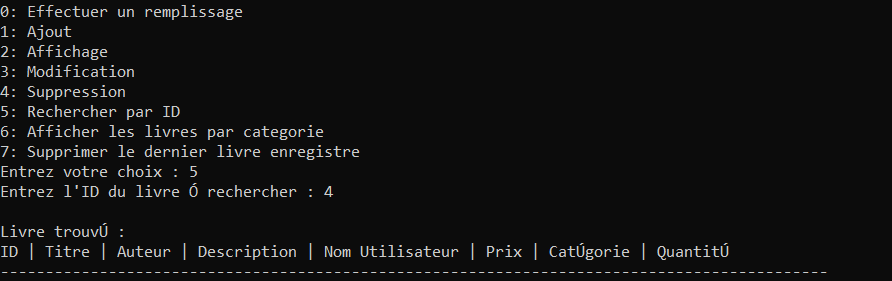 0: Effectuer un remplissage
1: Ajout
2: Affichage
3: Modification
4: Suppression
5: Rechercher par ID
6: Afficher les livres par categorie
7: Supprimer le dernier livre enregistre
Entrez votre choix : 5
Entrez l'ID du livre Ó rechercher : 4
Livre trouvÚ :
ID | Titre | Auteur | Description | Nom Utilisateur | Prix | CatÚgorie | QuantitÚ
--------------------------------------------------------------------------------------------